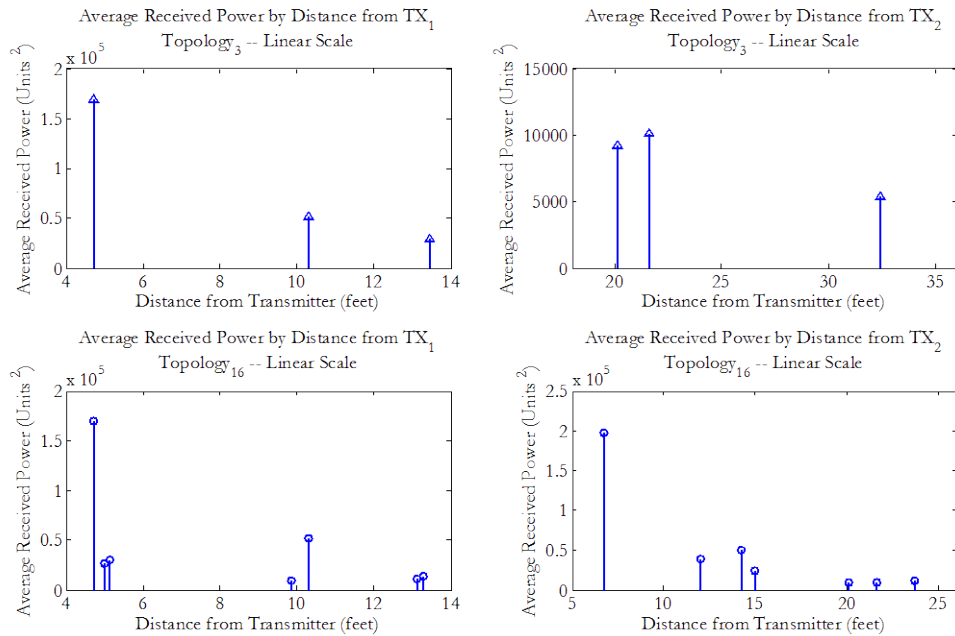 Average Received Power by Distance from TX1
Topology3 -- Linear Scale
x 10^5
Average Received Power (Units^2)
2
1.5
1
0.5
0
4 6 8 10 12 14
Distance from Transmitter (feet)
Average Received Power by Distance from TX2
Topology3 -- Linear Scale
Average Received Power (Units^2)
15000
10000
5000
0
20 25 30 35
Distance from Transmitter (feet)
Average Received Power by Distance from TX1
Topology16 -- Linear Scale
x 10^5
Average Received Power (Units^2)
2
1.5
1
0.5
0
4 6 8 10 12 14
Distance from Transmitter (feet)
Average Received Power by Distance from TX2
Topology16 -- Linear Scale
x 10^5
Average Received Power (Units^2)
2.5
2
1.5
1
0.5
0
5 10 15 20 25
Distance from Transmitter (feet)